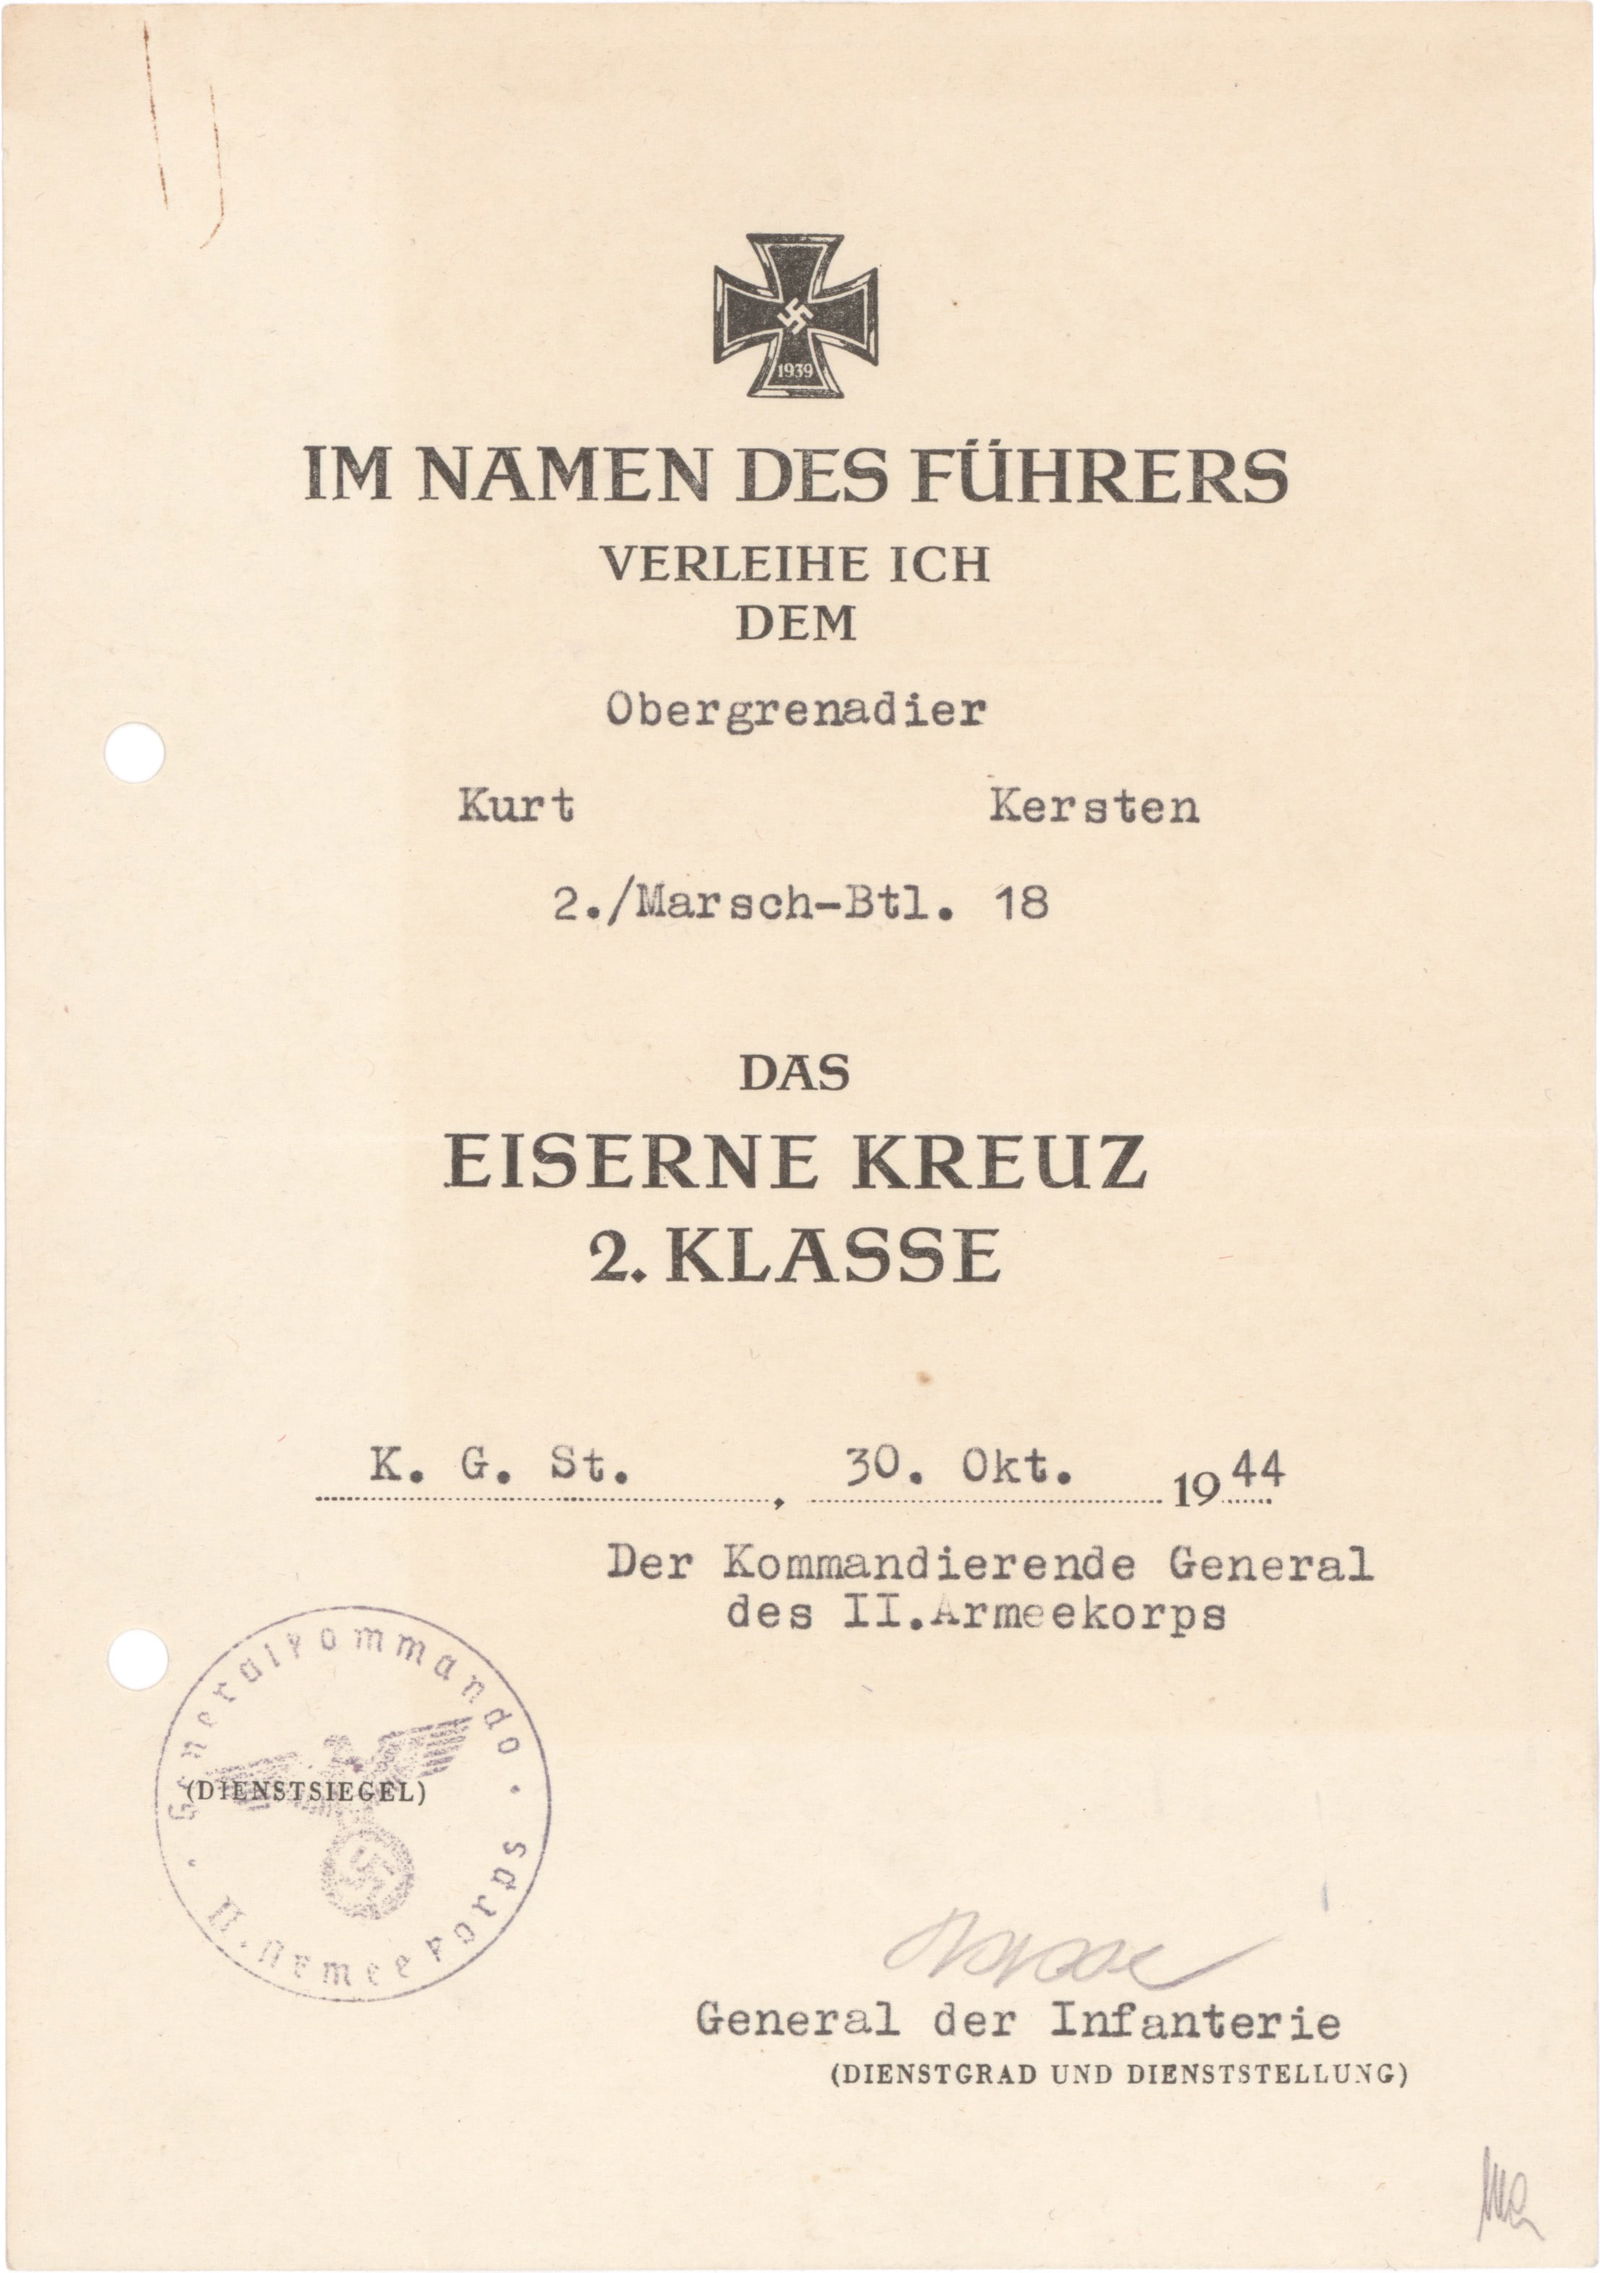 1939
IM NAMEN DES FÜHRERS
VERLEIHE ICH
DEM
Obergrenadier
Kurt Kersten
2./Marsch-Btl. 18
DAS
EISERNE KREUZ
2. KLASSE
K. G. St. , 30. Okt. 1944
Der Kommandierende General
des II.Armeekorps
Generalkommando
(DIENSTSIEGEL)
II. Armeekorps
General der Infanterie
(DIENSTGRAD UND DIENSTSTELLUNG)